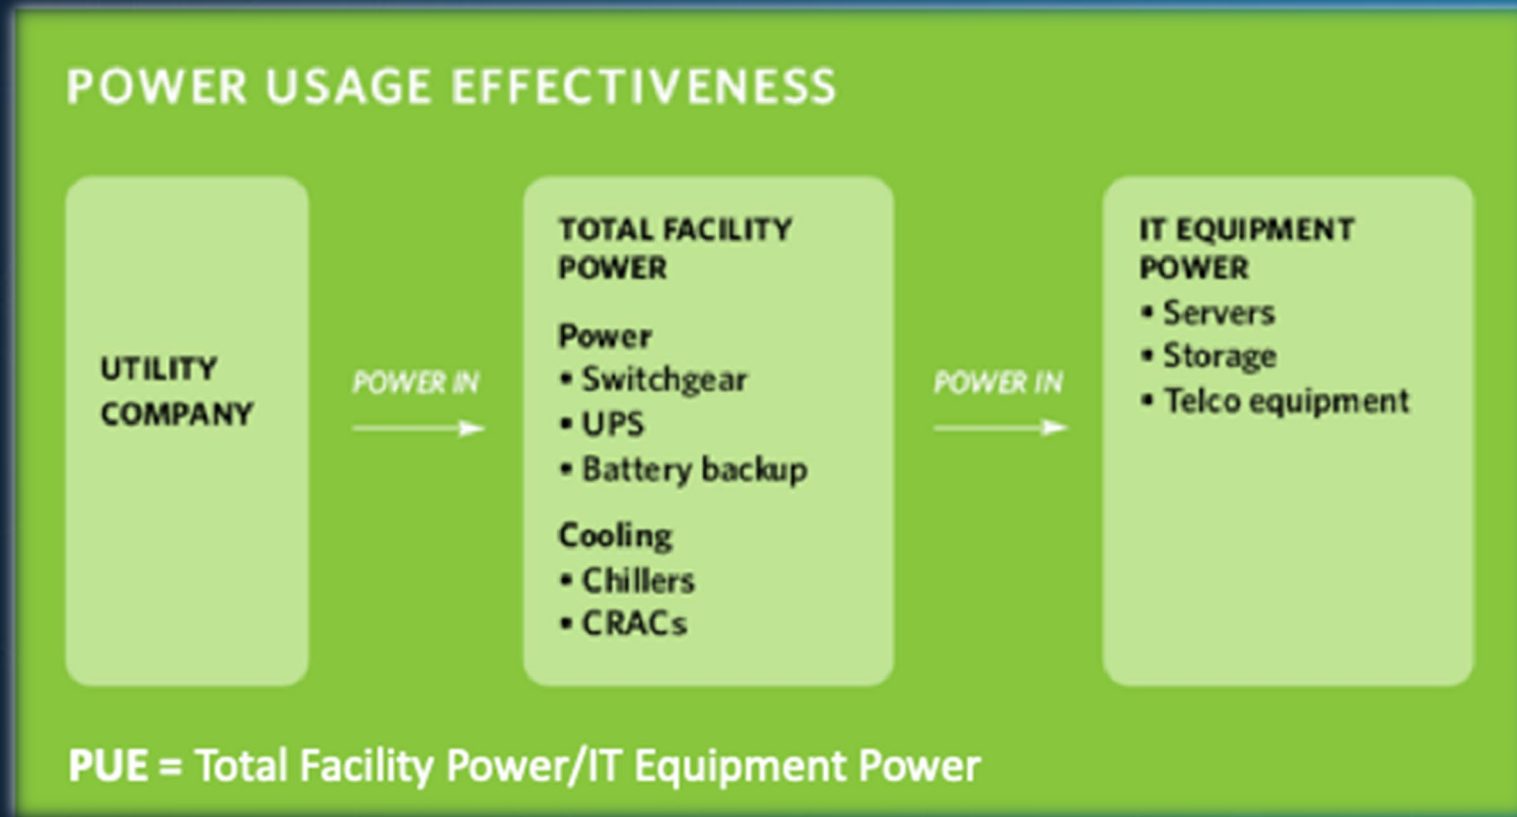 POWER USAGE EFFECTIVENESS
UTILITY
COMPANY
POWER IN
TOTAL FACILITY
POWER
Power
▪ Switchgear
▪ UPS
▪ Battery backup
Cooling
▪ Chillers
▪ CRACs
POWER IN
IT EQUIPMENT
POWER
▪ Servers
▪ Storage
▪ Telco equipment
PUE = Total Facility Power/IT Equipment Power